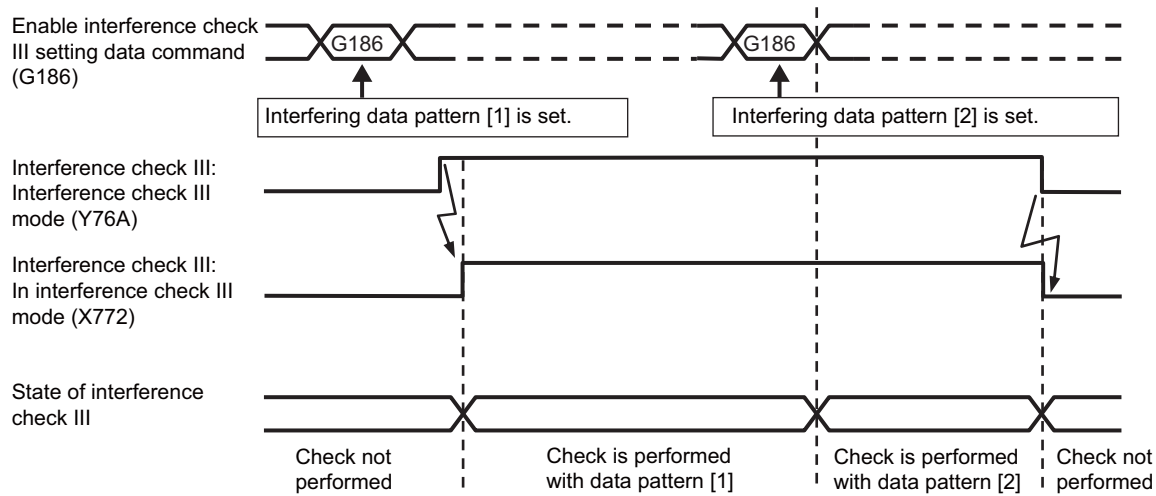 Enable interference check
III setting data command
(G186)
G186
G186
Interfering data pattern [1] is set.
Interfering data pattern [2] is set.
Interference check III:
Interference check III
mode (Y76A)
Interference check III:
In interference check III
mode (X772)
State of interference
check III
Check not
performed
Check is performed
with data pattern [1]
Check is performed
with data pattern [2]
Check not
performed